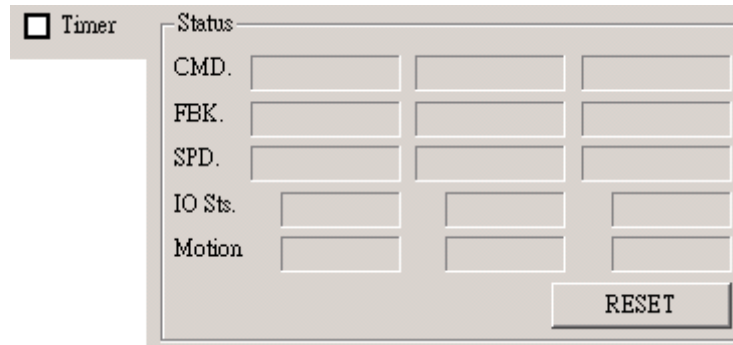 Timer
Status
CMD.
FBK.
SPD.
IO Sts.
Motion
RESET